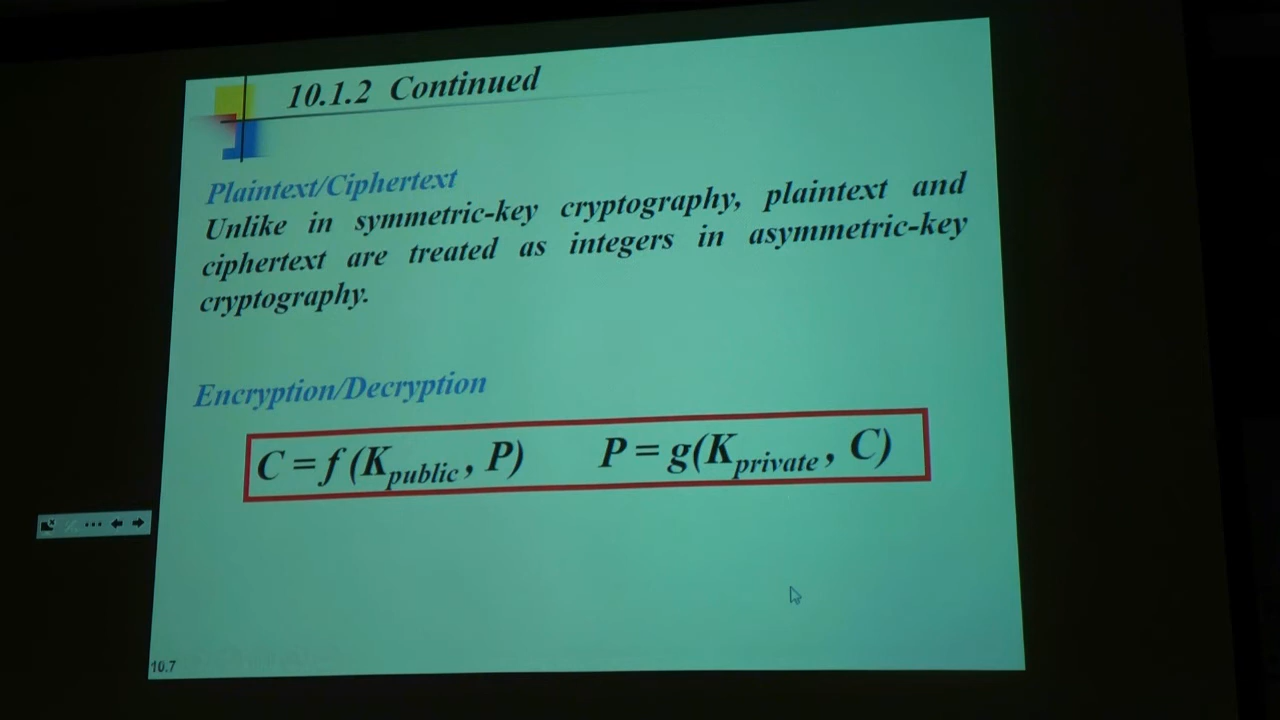 10.1.2 Continued
Plaintext/Ciphertext
Unlike in symmetric-key cryptography, plaintext and
ciphertext are treated as integers in asymmetric-key
cryptography.
Encryption/Decryption
C = f (Kpublic , P) P = g(Kprivate , C)
10.7